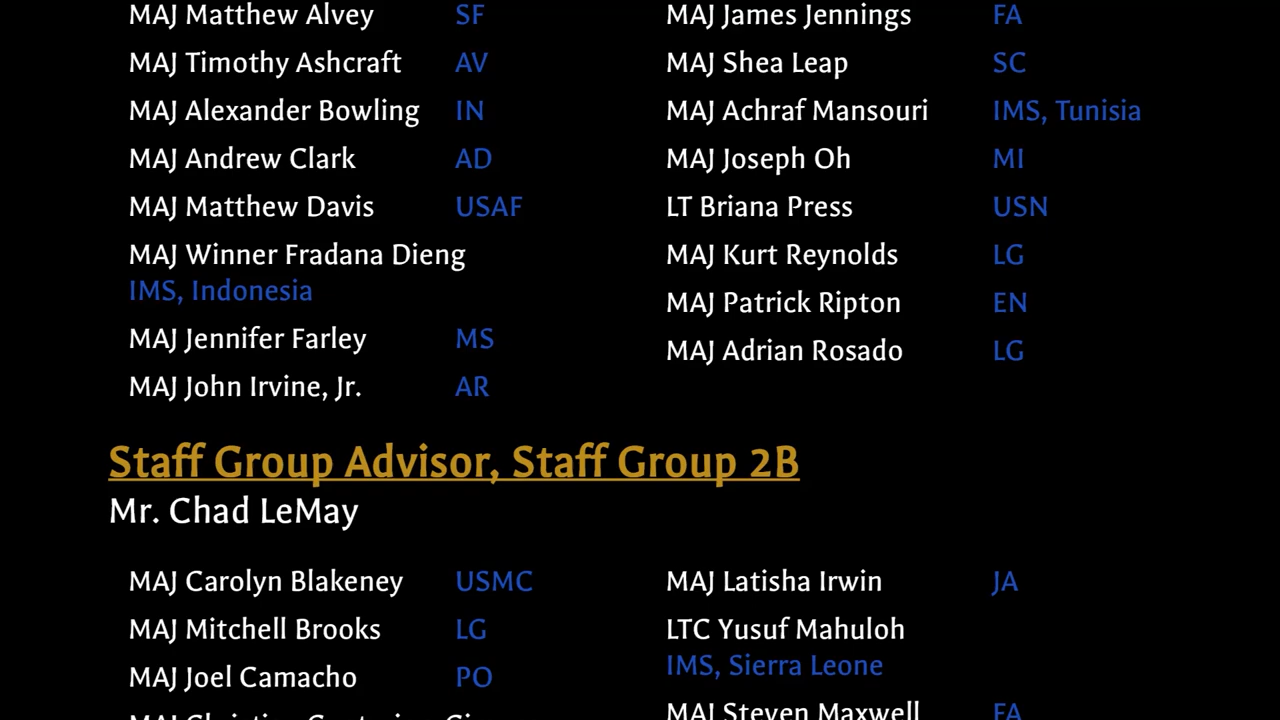 MAJ Matthew Alvey SF
MAJ Timothy Ashcraft AV
MAJ Alexander Bowling IN
MAJ Andrew Clark AD
MAJ Matthew Davis USAF
MAJ Winner Fradana Dieng
IMS, Indonesia
MAJ Jennifer Farley MS
MAJ John Irvine, Jr. AR
MAJ James Jennings FA
MAJ Shea Leap SC
MAJ Achraf Mansouri IMS, Tunisia
MAJ Joseph Oh MI
LT Briana Press USN
MAJ Kurt Reynolds LG
MAJ Patrick Ripton EN
MAJ Adrian Rosado LG
Staff Group Advisor, Staff Group 2B
Mr. Chad LeMay
MAJ Carolyn Blakeney USMC
MAJ Mitchell Brooks LG
MAJ Joel Camacho PO
MAJ
MAJ Latisha Irwin JA
LTC Yusuf Mahuloh
IMS, Sierra Leone
MAJ Steven Maxwell FA